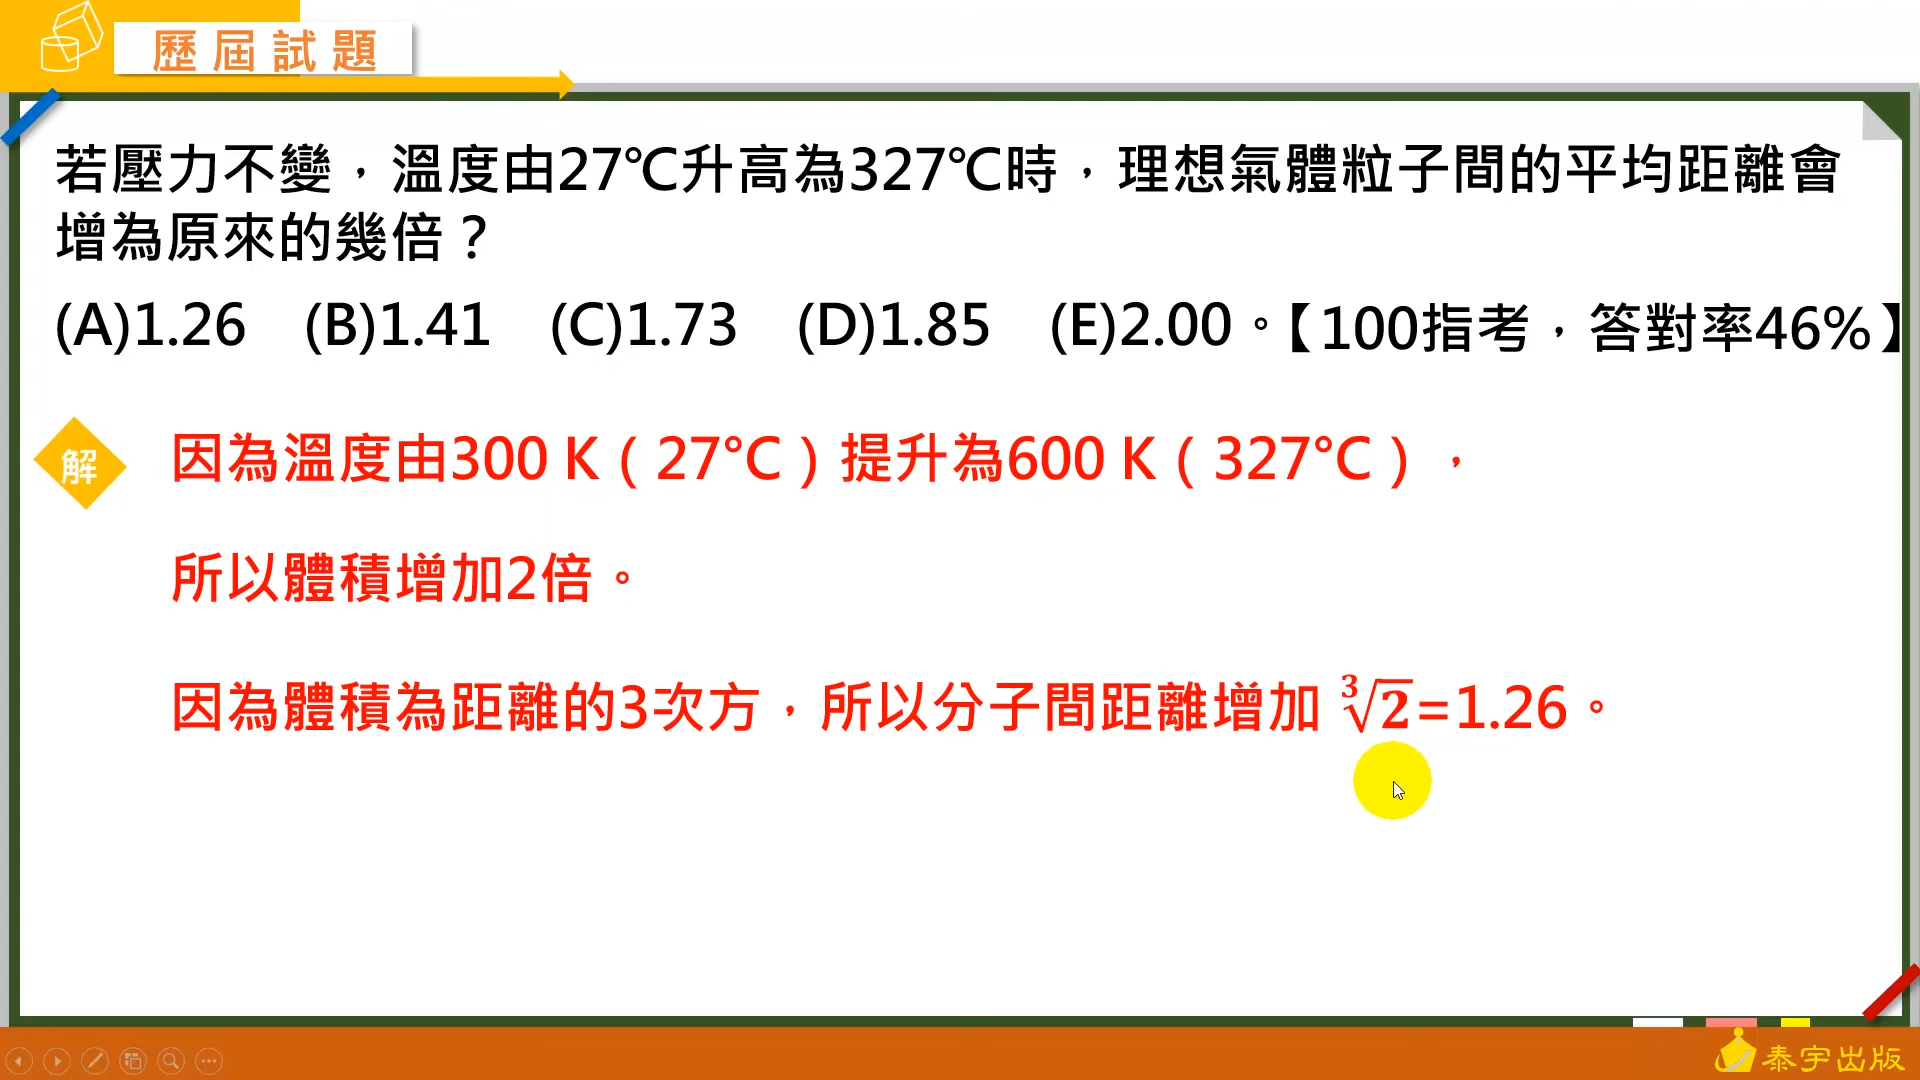 歷屆試題
若壓力不變，溫度由27℃升高為327℃時，理想氣體粒子間的平均距離會
增為原來的幾倍？
(A)1.26 (B)1.41 (C)1.73 (D)1.85 (E)2.00。【100指考，答對率46%】
解
因為溫度由300 K（27°C）提升為600 K（327°C），
所以體積增加2倍。
因為體積為距離的3次方，所以分子間距離增加 ∛2=1.26。
泰宇出版